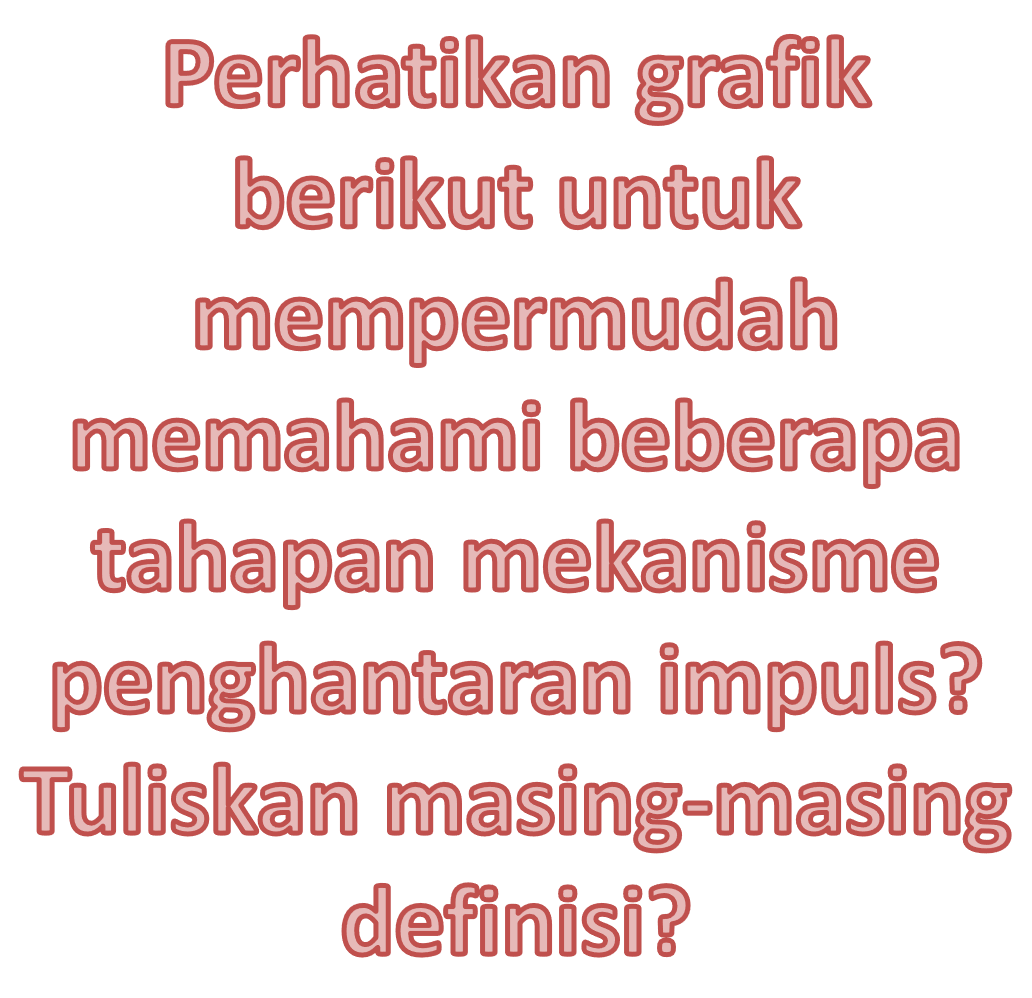 Perhatikan grafik
berikut untuk
mempermudah
memahami beberapa
tahapan mekanisme
penghantaran impuls?
Tuliskan masing-masing
definisi?